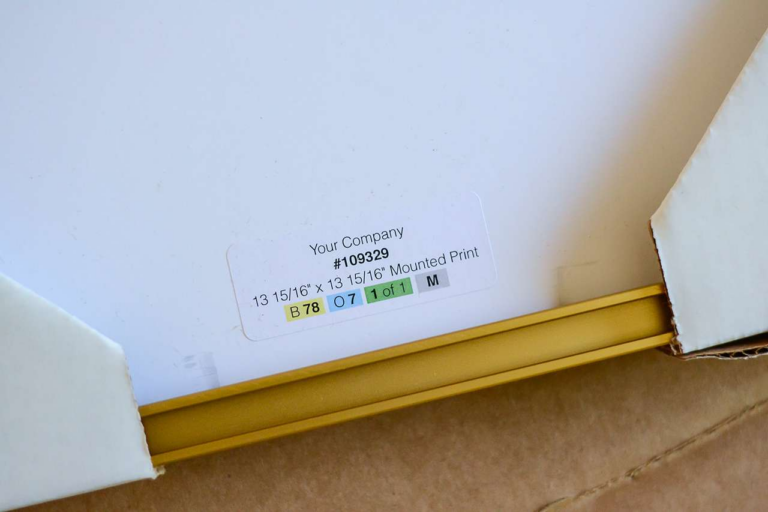 Your Company
#109329
13 15/16" x 13 15/16" Mounted Print
B 78 O 7 1 of 1 M